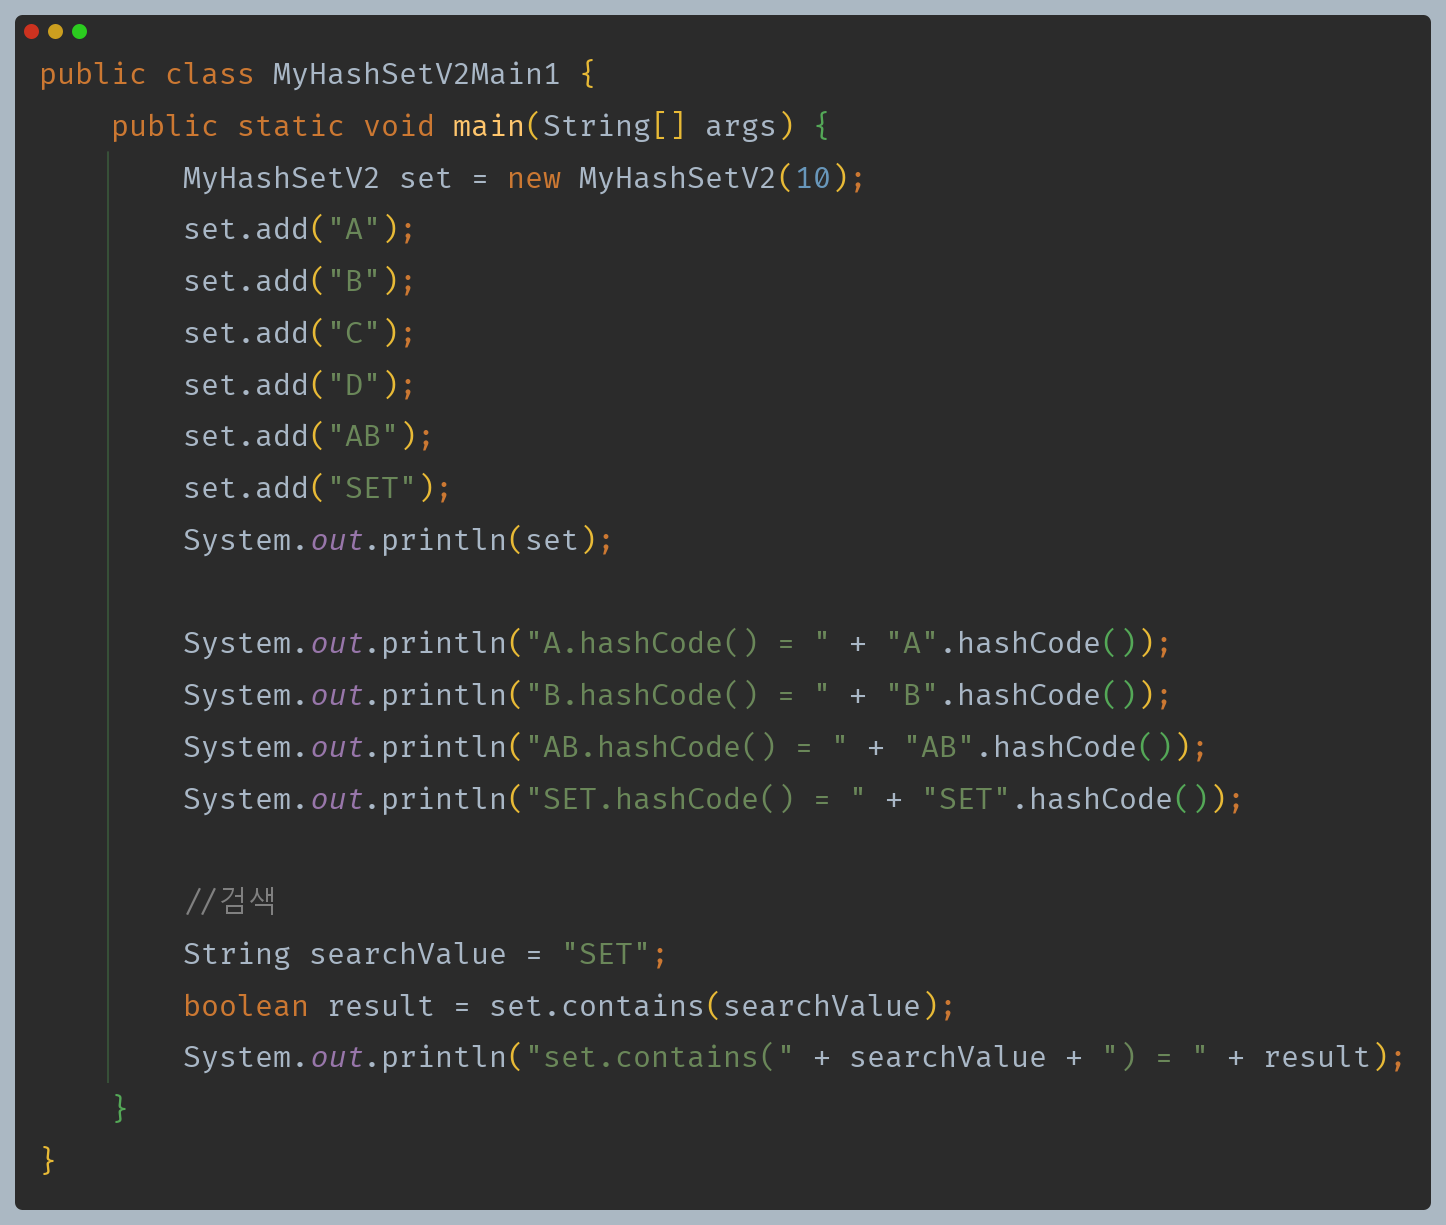 public class MyHashSetV2Main1 {
    public static void main(String[] args) {
        MyHashSetV2 set = new MyHashSetV2(10);
        set.add("A");
        set.add("B");
        set.add("C");
        set.add("D");
        set.add("AB");
        set.add("SET");
        System.out.println(set);

        System.out.println("A.hashCode() = " + "A".hashCode());
        System.out.println("B.hashCode() = " + "B".hashCode());
        System.out.println("AB.hashCode() = " + "AB".hashCode());
        System.out.println("SET.hashCode() = " + "SET".hashCode());

        //검색
        String searchValue = "SET";
        boolean result = set.contains(searchValue);
        System.out.println("set.contains(" + searchValue + ") = " + result);
    }
}